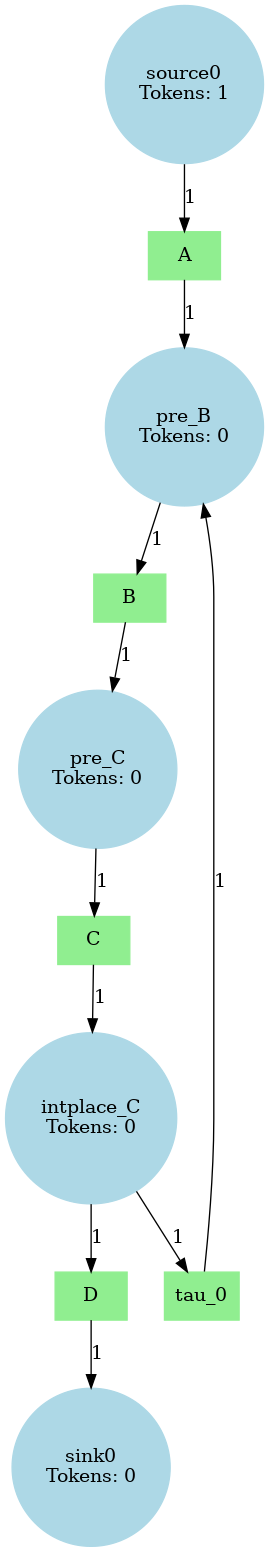 source0
Tokens: 1
1
A
1
pre_B
Tokens: 0
1
B
1
pre_C
Tokens: 0
1
1
C
1
intplace_C
Tokens: 0
1
1
D
tau_0
1
sink0
Tokens: 0